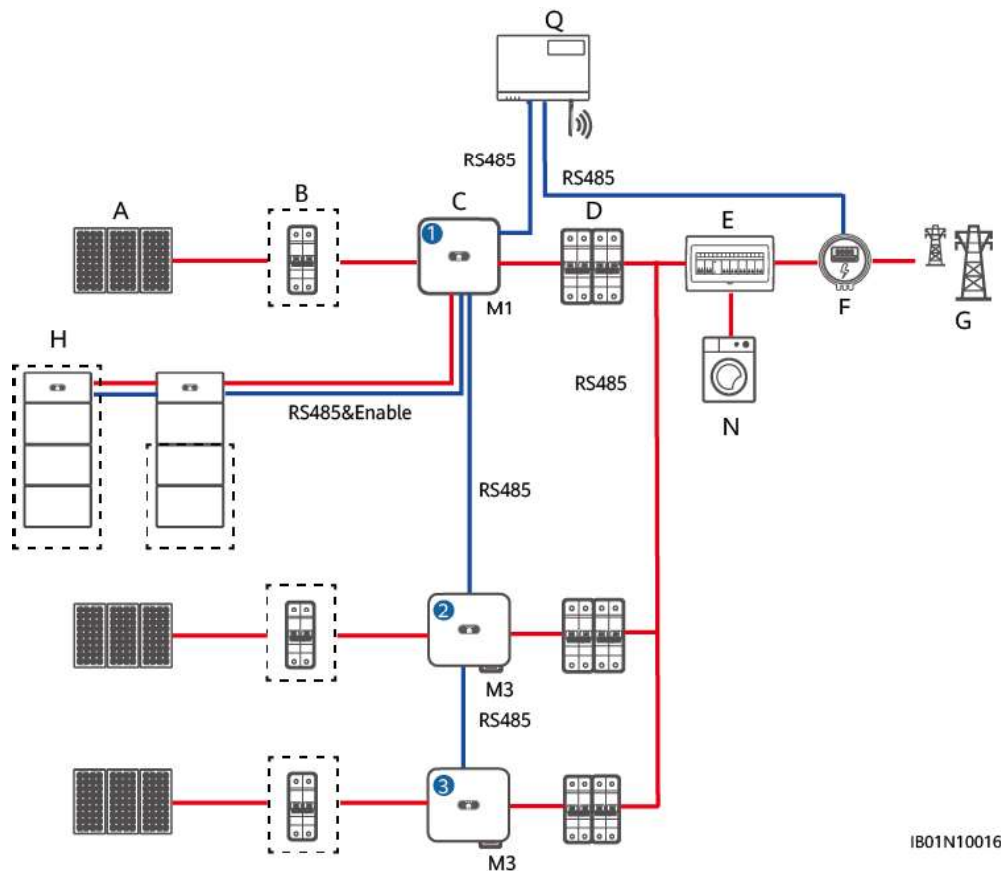 Q
RS485
RS485
A
B
C
D
E
1
M1
F
G
H
RS485
N
RS485&Enable
RS485
2
M3
RS485
3
M3
IB01N10016